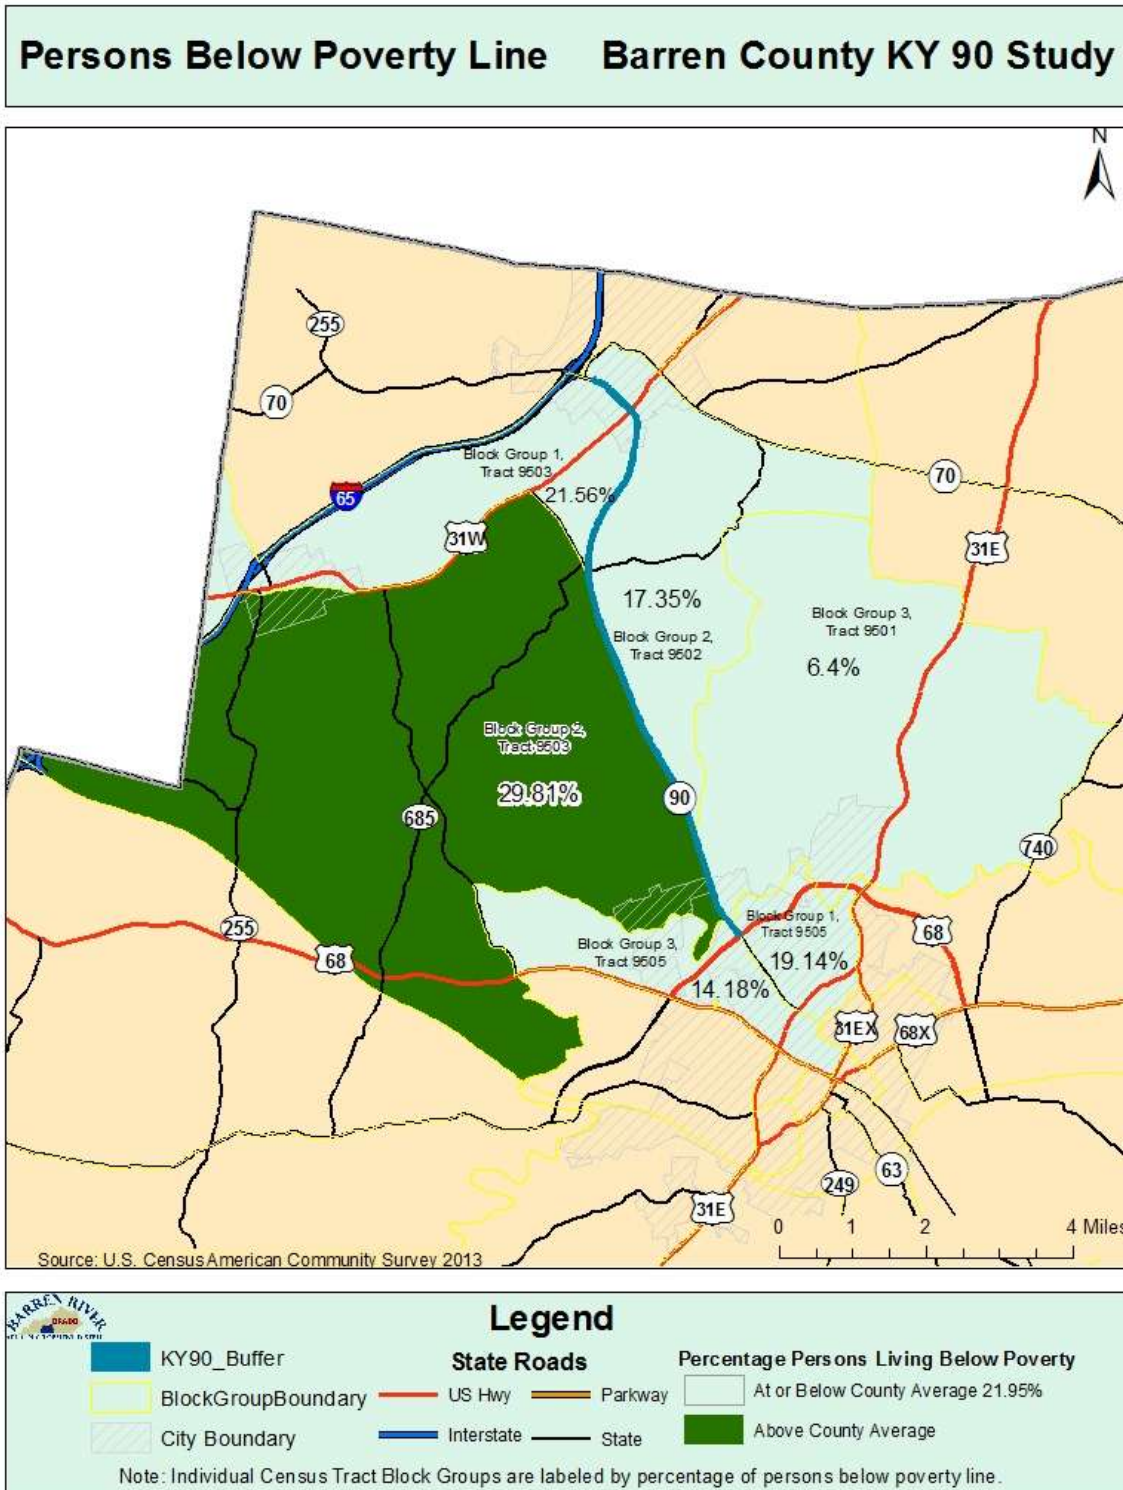 Persons Below Poverty Line Barren County KY 90 Study
N
255
70
Block Group 1,
Tract 9503
21.56%
65
31W
70
31E
17.35%
Block Group 2,
Tract 9502
Block Group 3,
Tract 9501
6.4%
Block Group 2,
Tract 9503
29.81%
90
685
740
255
68
Block Group 3,
Tract 9505
14.18%
Block Group 1,
Tract 9505
19.14%
68
31EX
68X
63
249
31E
0 1 2 4 Miles
Source: U.S. Census American Community Survey 2013
BARREN RIVER
Legend
KY90_Buffer
BlockGroupBoundary
City Boundary
State Roads
US Hwy
Parkway
Interstate
State
Percentage Persons Living Below Poverty
At or Below County Average 21.95%
Above County Average
Note: Individual Census Tract Block Groups are labeled by percentage of persons below poverty line.